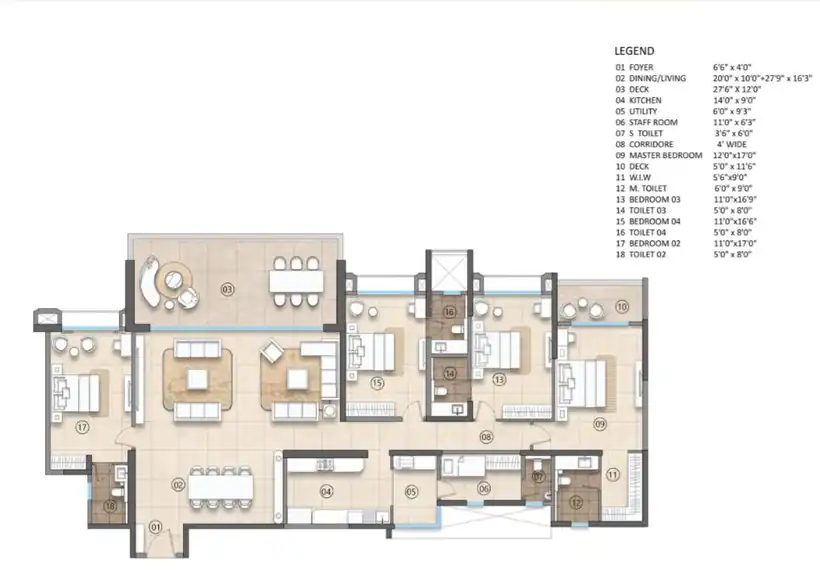 LEGEND
01 FOYER 6'6" x 4'0"
02 DINING/LIVING 20'0" x 10'0"+27'9" x 16'3"
03 DECK 27'6" X 12'0"
04 KITCHEN 14'0" x 9'0"
05 UTILITY 6'0" x 9'3"
06 STAFF ROOM 11'0" x 6'3"
07 S TOILET 3'6" x 6'0"
08 CORRIDORE 4' WIDE
09 MASTER BEDROOM 12'0"x17'0"
10 DECK 5'0" x 11'6"
11 W.I.W 5'6"x9'0"
12 M. TOILET 6'0" x 9'0"
13 BEDROOM 03 11'0"x16'9"
14 TOILET 03 5'0" x 8'0"
15 BEDROOM 04 11'0"x16'6"
16 TOILET 04 5'0" x 8'0"
17 BEDROOM 02 11'0"x17'0"
18 TOILET 02 5'0" x 8'0"
03
10
16
14
15
13
17
09
08
02
04
05
06
07
11
12
18
01